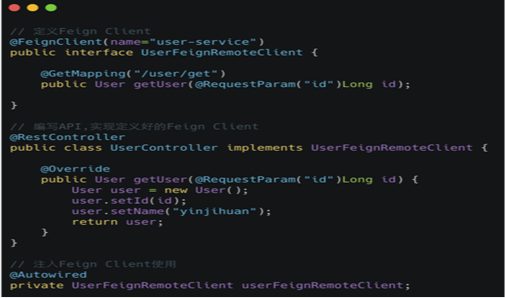 // 定义Feign Client
@FeignClient(name="user-service")
public interface UserFeignRemoteClient {
@GetMapping("/user/get")
public User getUser(@RequestParam("id")Long id);
}
// 编写API,实现定义好的Feign Client
@RestController
public class UserController implements UserFeignRemoteClient {
@Override
public User getUser(@RequestParam("id")Long id) {
User user = new User();
user.setId(id);
user.setName("yinjihuan");
return user;
}
}
// 注入Feign Client使用
@Autowired
private UserFeignRemoteClient userFeignRemoteClient;